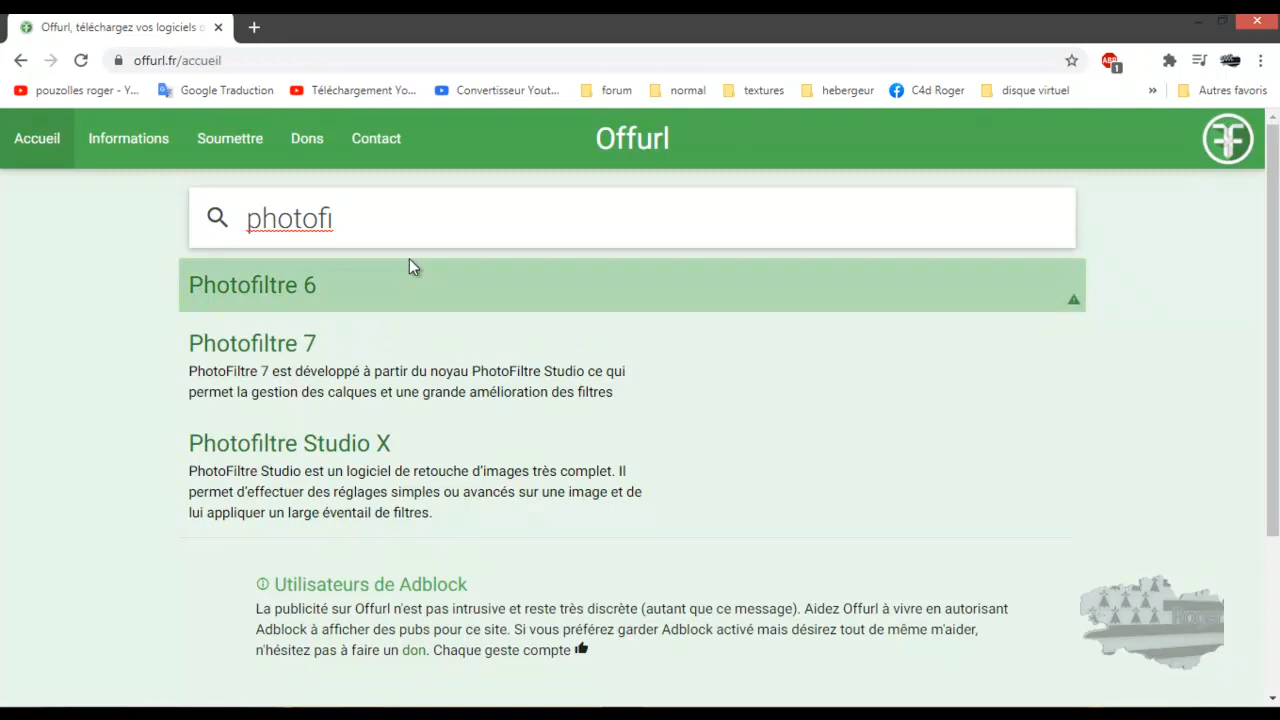 Offurl, téléchargez vos logiciels
offurl.fr/accueil
ABP
1
pouzolles roger - Y...
Google Traduction
Téléchargement Yo...
Convertisseur Yout...
forum
normal
textures
hebergeur
C4d Roger
disque virtuel
»
Autres favoris
Accueil
Informations
Soumettre
Dons
Contact
Offurl
photofi
Photofiltre 6
Photofiltre 7
PhotoFiltre 7 est développé à partir du noyau PhotoFiltre Studio ce qui
permet la gestion des calques et une grande amélioration des filtres
Photofiltre Studio X
PhotoFiltre Studio est un logiciel de retouche d'images très complet. Il
permet d'effectuer des réglages simples ou avancés sur une image et de
lui appliquer un large éventail de filtres.
Utilisateurs de Adblock
La publicité sur Offurl n'est pas intrusive et reste très discrète (autant que ce message). Aidez Offurl à vivre en autorisant
Adblock à afficher des pubs pour ce site. Si vous préférez garder Adblock activé mais désirez tout de même m'aider,
n'hésitez pas à faire un don. Chaque geste compte
Roger